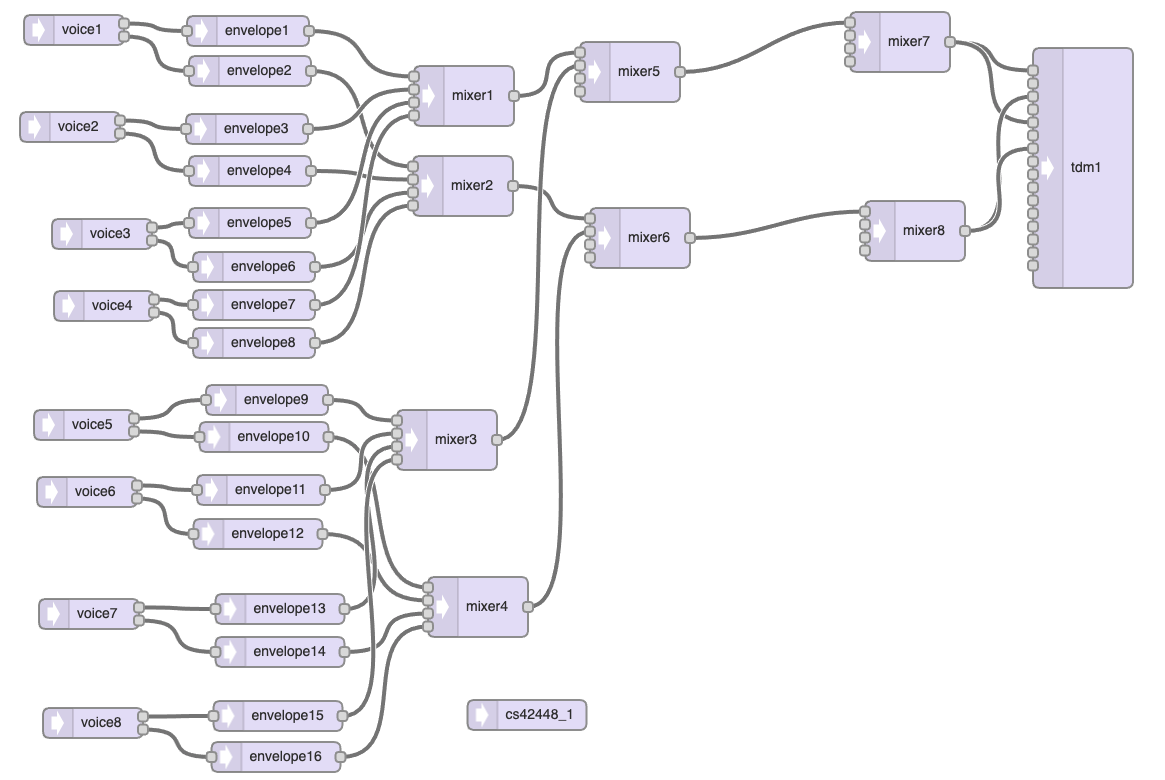 voice1
envelope1
envelope2
voice2
envelope3
envelope4
voice3
envelope5
envelope6
voice4
envelope7
envelope8
voice5
envelope9
envelope10
voice6
envelope11
envelope12
voice7
envelope13
envelope14
voice8
envelope15
envelope16
mixer1
mixer2
mixer3
mixer4
cs42448_1
mixer5
mixer6
mixer7
mixer8
tdm1